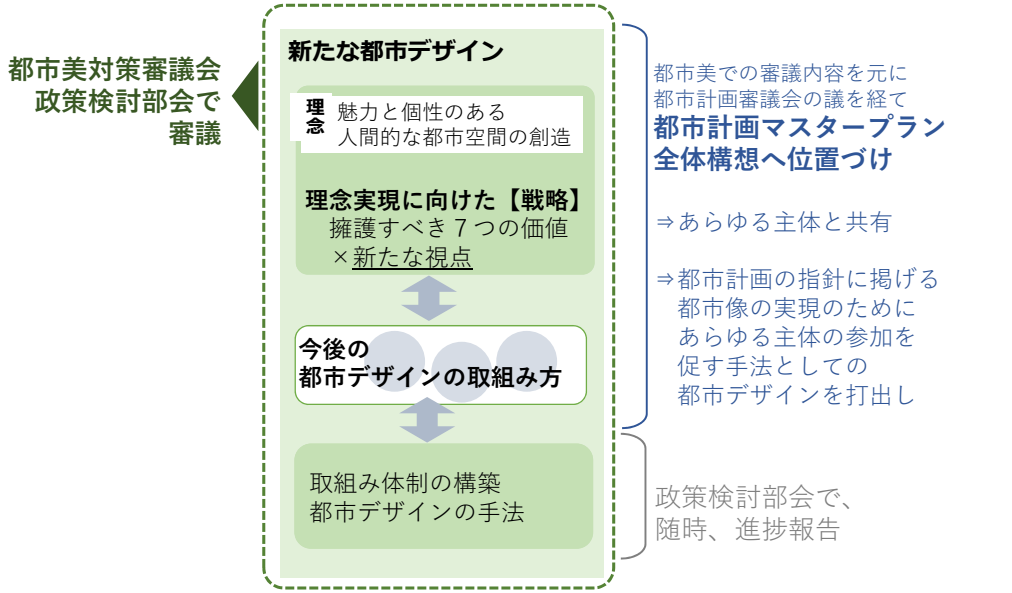 都市美対策審議会
政策検討部会で
審議
新たな都市デザイン
理念
魅力と個性のある
人間的な都市空間の創造
理念実現に向けた【戦略】
擁護すべき７つの価値
×新たな視点
今後の
都市デザインの取組み方
取組み体制の構築
都市デザインの手法
都市美での審議内容を元に
都市計画審議会の議を経て
都市計画マスタープラン
全体構想へ位置づけ
⇒あらゆる主体と共有
⇒都市計画の指針に掲げる
都市像の実現のために
あらゆる主体の参加を
促す手法としての
都市デザインを打出し
政策検討部会で、
随時、進捗報告